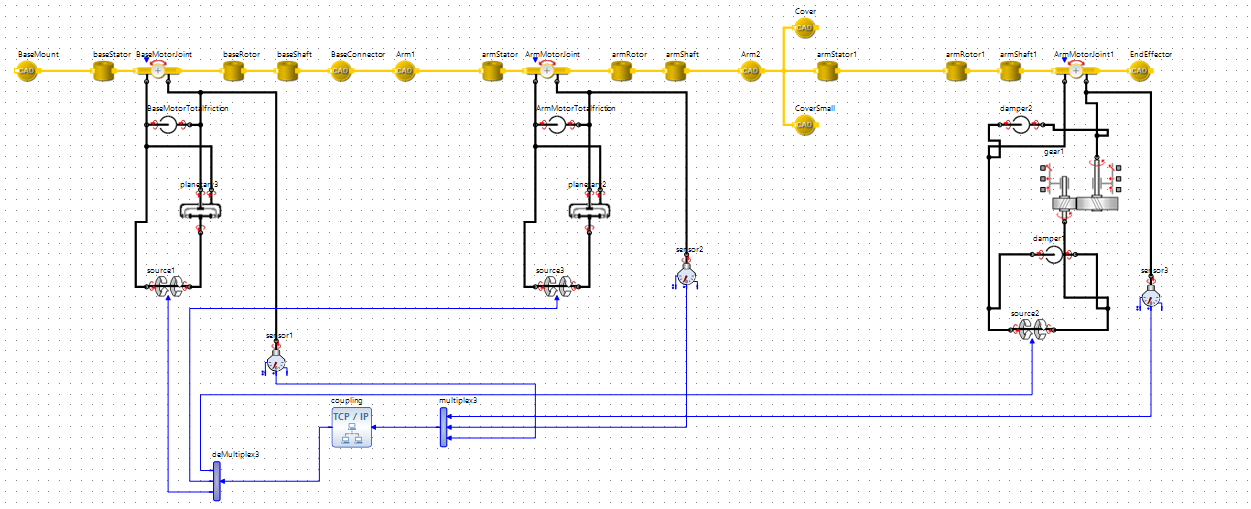 Cover
BaseMount
baseStator
BaseMotorJoint
baseRotor
baseShaft
BaseConnector
Arm1
armStator
ArmMotorJoint
armRotor
armShaft
Arm2
armStator1
armRotor1
armShaft1
ArmMotorJoint1
EndEffector
CAD
CAD
CAD
CAD
CAD
CAD
BaseMotorTotalfriction
ArmMotorTotalfriction
CoverSmall
damper2
CAD
gear1
planetary3
planetary2
damper1
sensor2
source1
source3
sensor3
source2
sensor1
coupling
multiplex3
TCP / IP
deMultiplex3